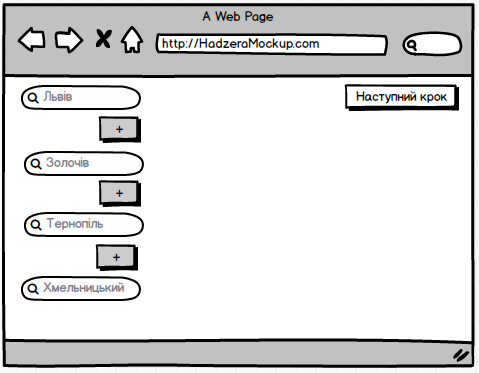 A Web Page
http://HadzeraMockup.com
Львів
Наступний крок
+
Золочів
+
Тернопіль
+
Хмельницький